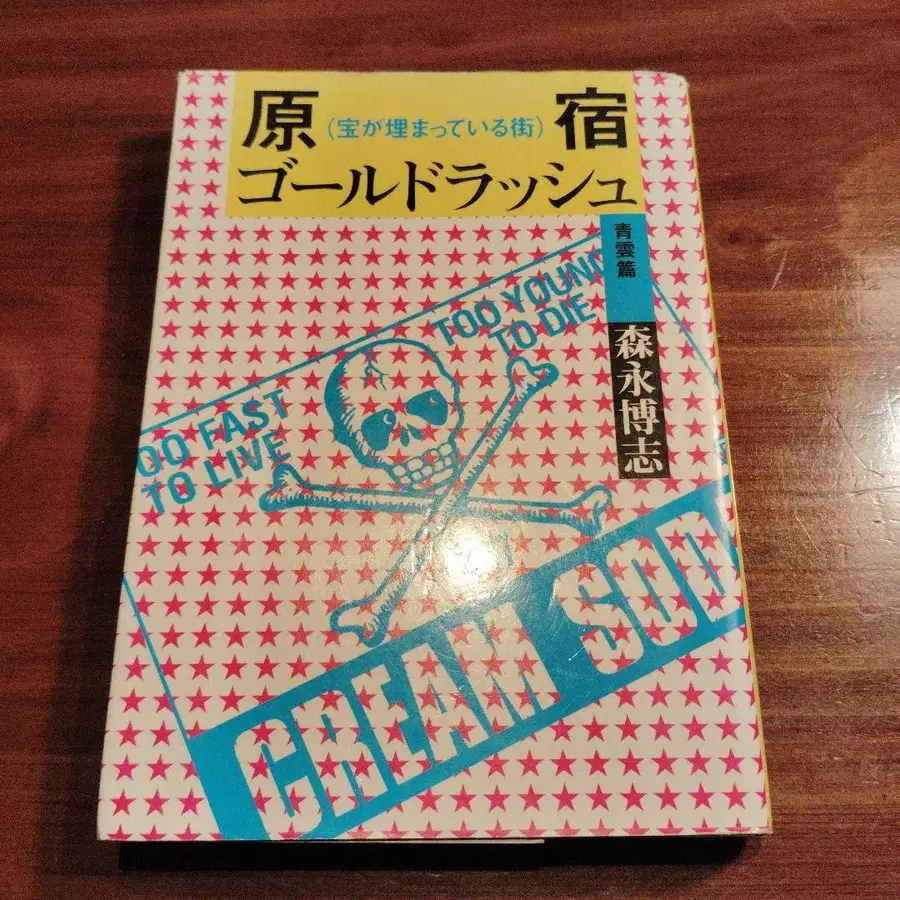 原宿
(宝が埋まっている街)
ゴールドラッシュ
青雲篇
森永博志
TOO YOUNG
TO DIE
OO FAST
TO LIVE
CREAM SOD